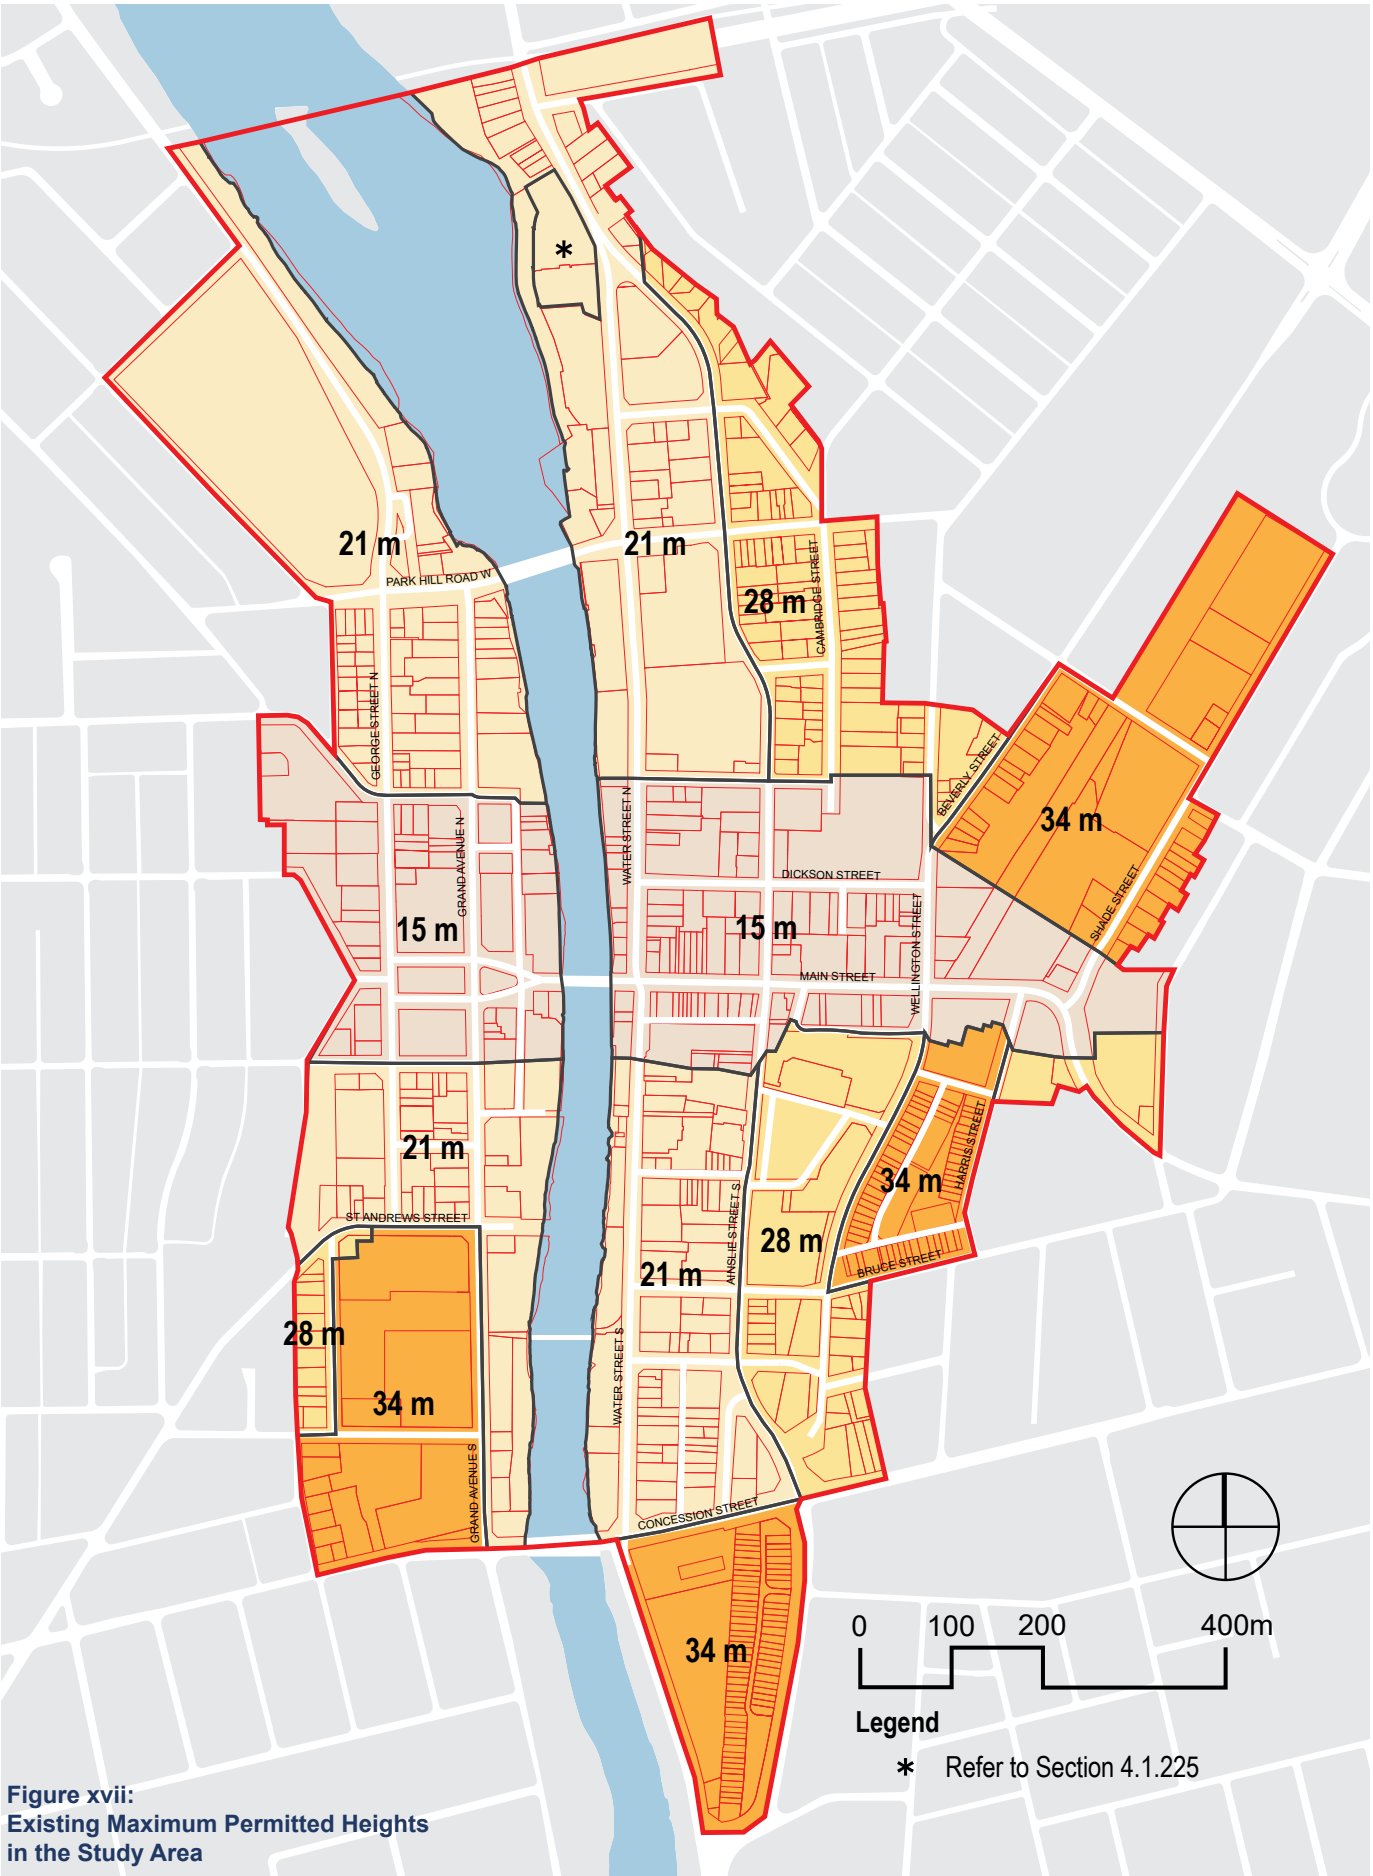 *
21 m
21 m
PARK HILL ROAD W
28 m
CAMBRIDGE STREET
GEORGE STREET N
BEVERLY STREET
34 m
WATER STREET N
GRAND AVENUE N
DICKSON STREET
SHADE STREET
15 m
15 m
WELLINGTON STREET
MAIN STREET
21 m
HARRIS STREET
34 m
ST ANDREWS STREET
AINSLIE STREET S
28 m
BRUCE STREET
21 m
28 m
WATER STREET S
34 m
GRAND AVENUE S
CONCESSION STREET
34 m
0 100 200 400m
Legend
* Refer to Section 4.1.225
Figure xvii:
Existing Maximum Permitted Heights
in the Study Area